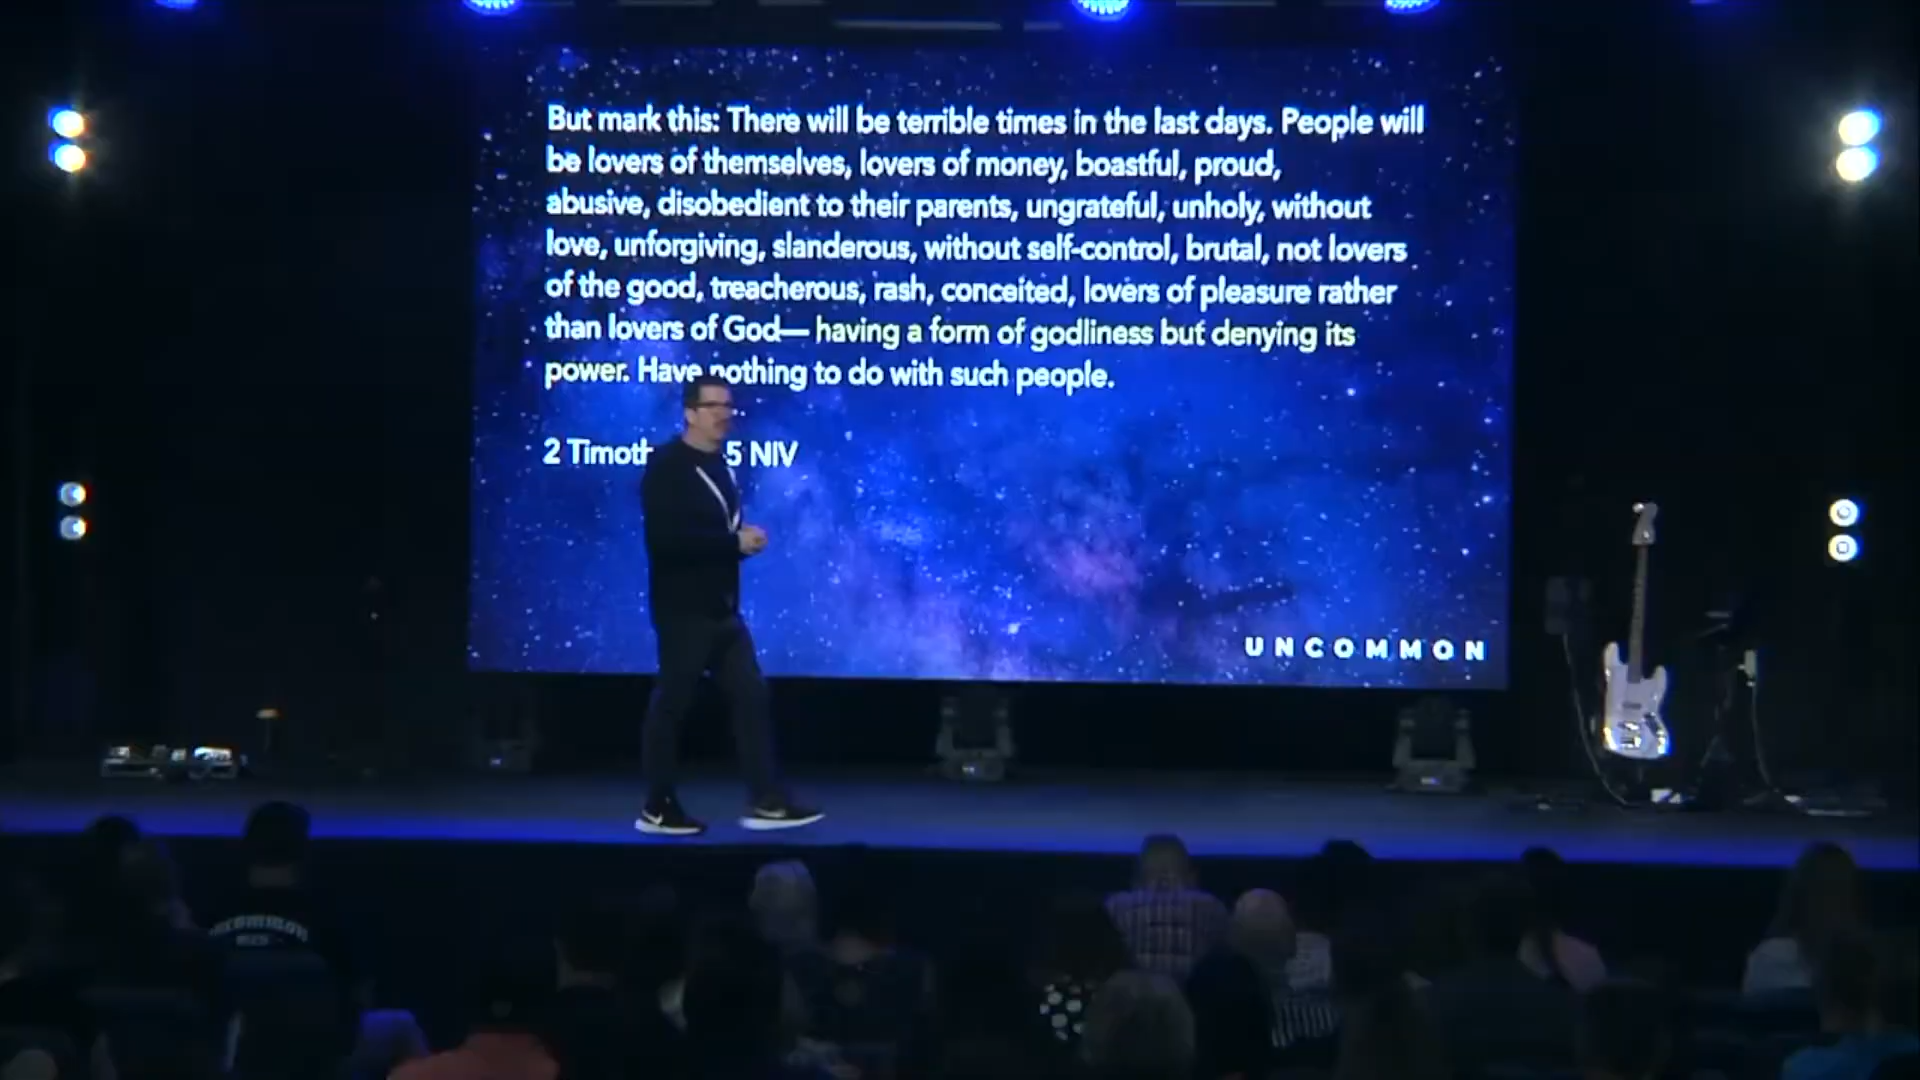 But mark this: There will be terrible times in the last days. People will
be lovers of themselves, lovers of money, boastful, proud,
abusive, disobedient to their parents, ungrateful, unholy, without
love, unforgiving, slanderous, without self-control, brutal, not lovers
of the good, treacherous, rash, conceited, lovers of pleasure rather
than lovers of God— having a form of godliness but denying its
power. Have nothing to do with such people.
2 Timoth 5 NIV
UNCOMMON